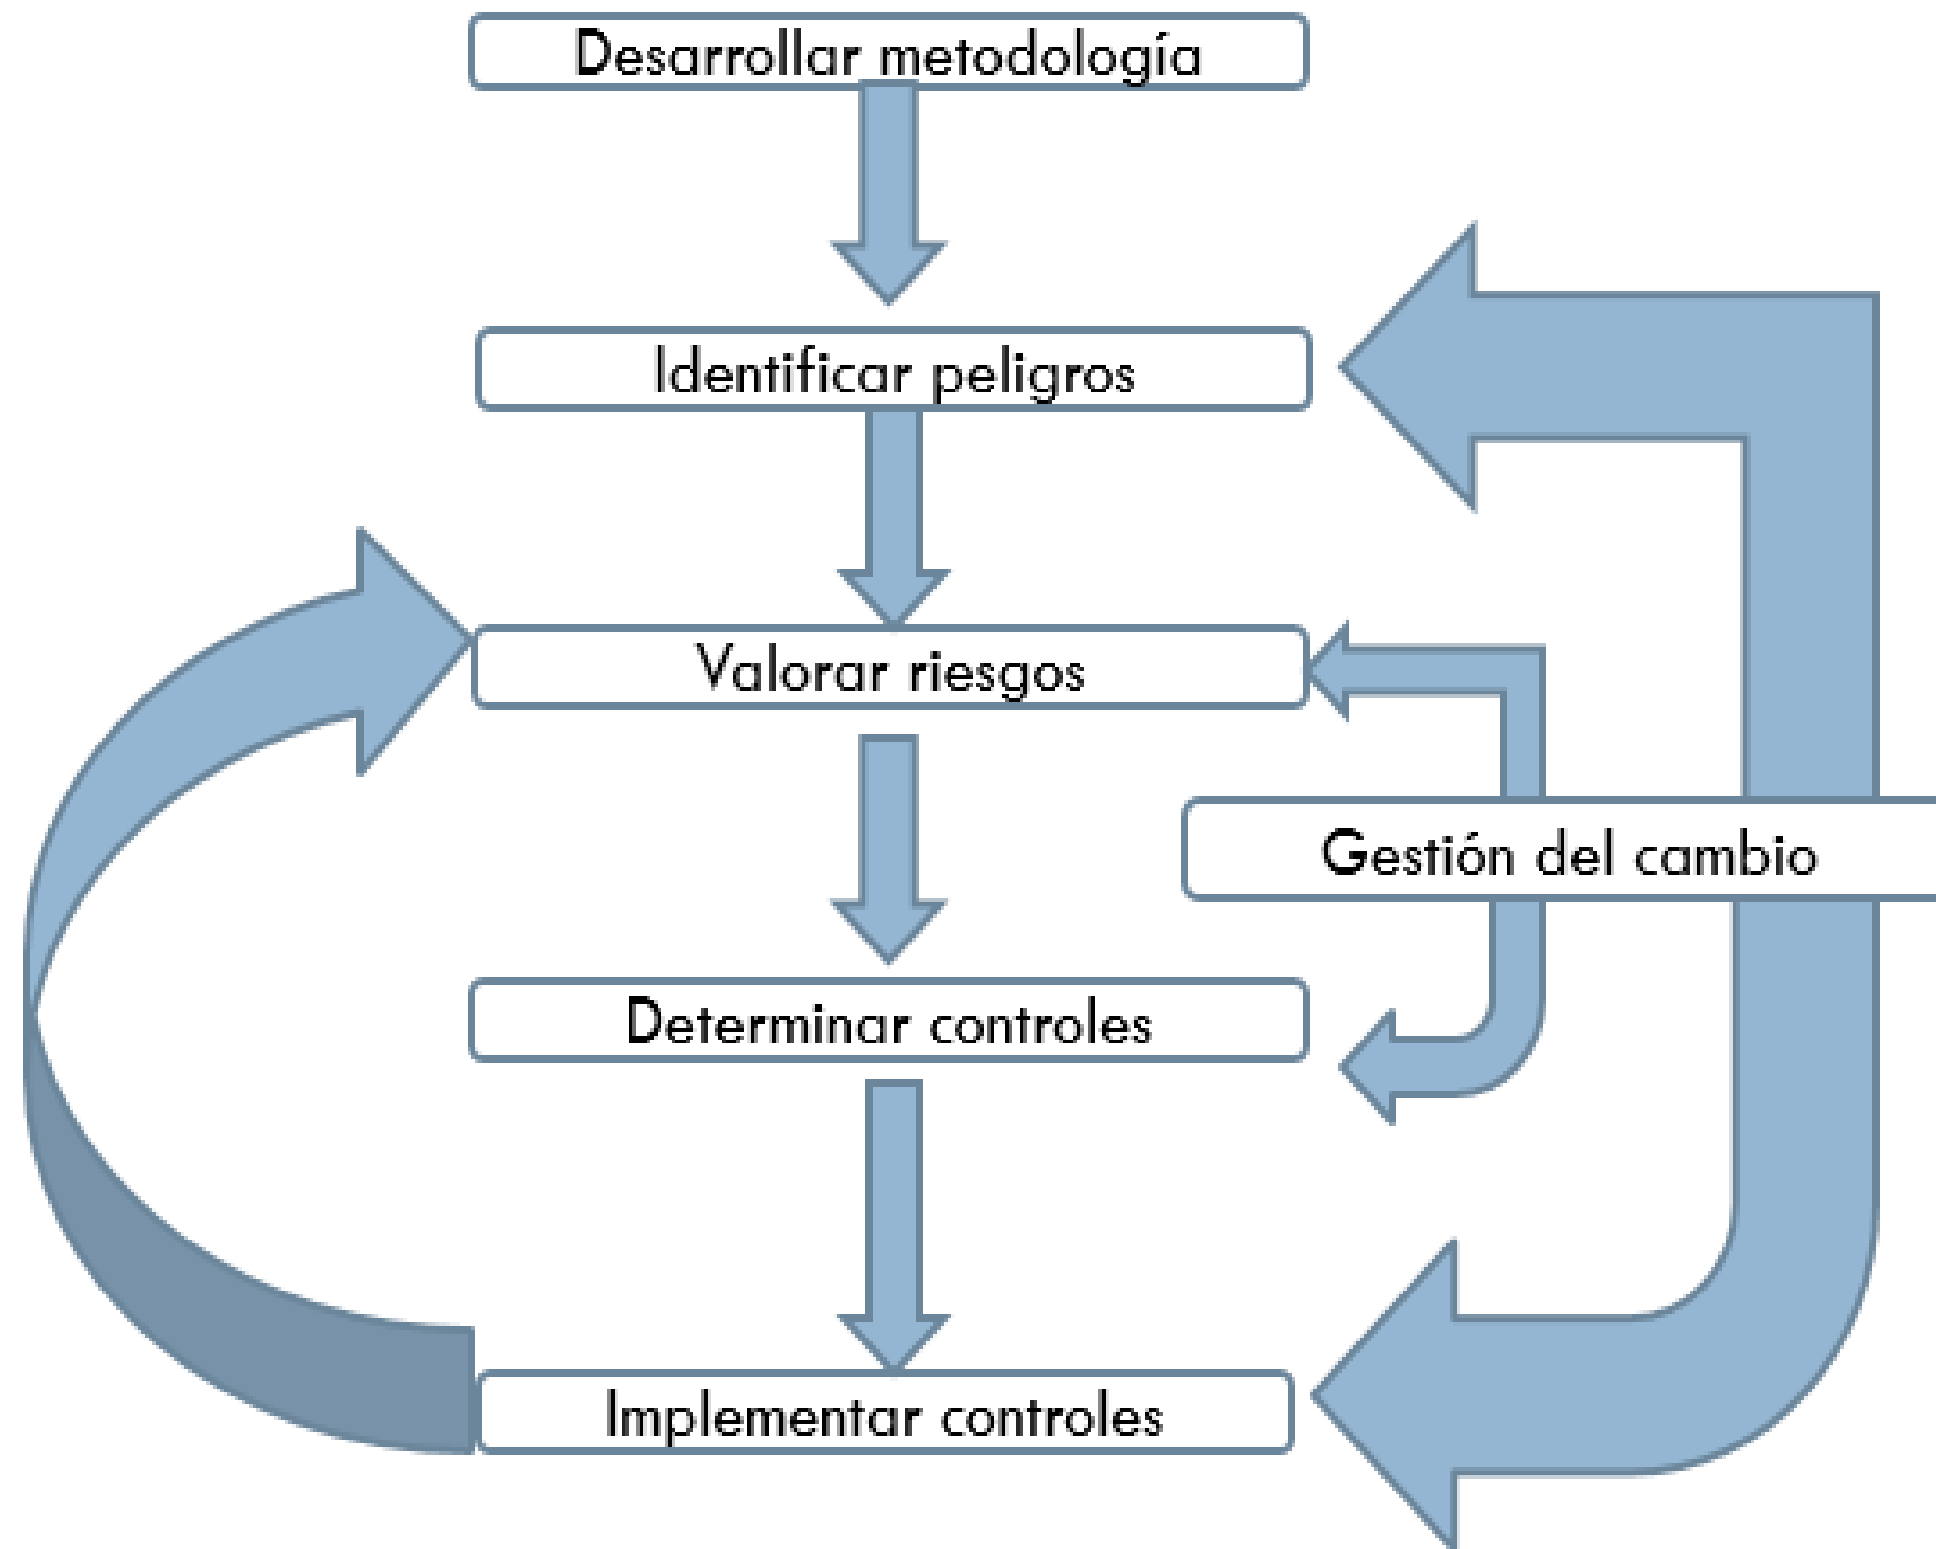 Desarrollar metodología
Identificar peligros
Valorar riesgos
Gestión del cambio
Determinar controles
Implementar controles